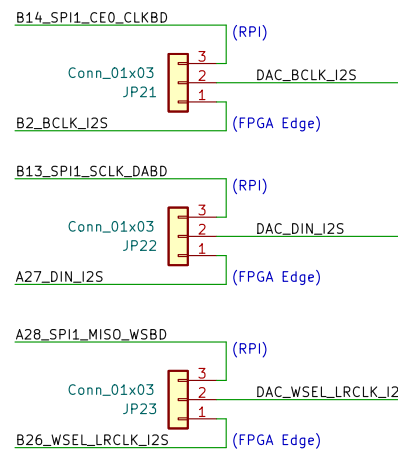 B14_SPI1_CE0_CLKBD
(RPI)
3
Conn_01x03
2
DAC_BCLK_I2S
JP21
1
B2_BCLK_I2S
(FPGA Edge)
B13_SPI1_SCLK_DABD
(RPI)
3
Conn_01x03
2
DAC_DIN_I2S
JP22
1
A27_DIN_I2S
(FPGA Edge)
A28_SPI1_MISO_WSBD
(RPI)
3
Conn_01x03
2
DAC_WSEL_LRCLK_I2
JP23
1
B26_WSEL_LRCLK_I2S
(FPGA Edge)